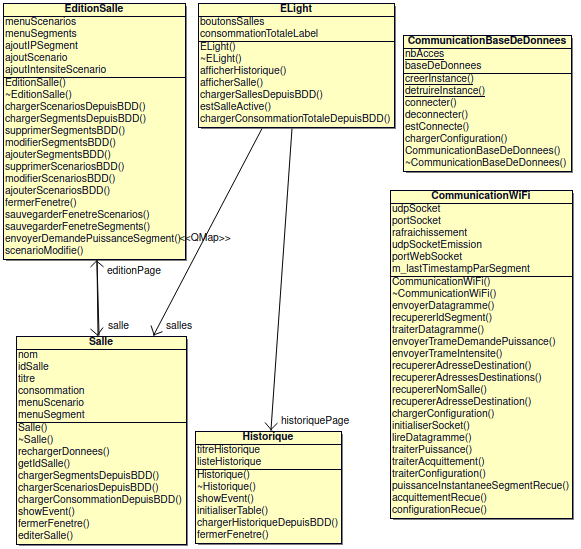 EditionSalle
menuScenarios
menuSegments
ajoutIPSegment
ajoutScenario
ajoutIntensiteScenario
EditionSalle()
~EditionSalle()
chargerScenariosDepuisBDD()
chargerSegmentsDepuisBDD()
supprimerSegmentsBDD()
modifierSegmentsBDD()
ajouterSegmentsBDD()
supprimerScenariosBDD()
modifierScenariosBDD()
ajouterScenariosBDD()
fermerFenetre()
sauvegarderFenetreScenarios()
sauvegarderFenetreSegments()
envoyerDemandePuissanceSegment()
scenarioModifie()
ELight
boutonsSalles
consommationTotaleLabel
ELight()
~ELight()
afficherHistorique()
afficherSalle()
chargerSallesDepuisBDD()
estSalleActive()
chargerConsommationTotaleDepuisBDD()
CommunicationBaseDeDonnees
nbAcces
baseDeDonnees
creerInstance()
detruireInstance()
connecter()
deconnecter()
estConnecte()
chargerConfiguration()
CommunicationBaseDeDonnees()
~CommunicationBaseDeDonnees()
<<QMap>>
editionPage
salle
salles
historiquePage
CommunicationWiFi
udpSocket
portSocket
rafraichissement
udpSocketEmission
portWebSocket
m_lastTimestampParSegment
CommunicationWiFi()
~CommunicationWiFi()
envoyerDatagramme()
recupererIdSegment()
traiterDatagramme()
envoyerTrameDemandePuissance()
envoyerTrameIntensite()
recupererAdresseDestination()
recupererAdressesDestinations()
recupererNomSalle()
recupererAdresseDestination()
chargerConfiguration()
initialiserSocket()
lireDatagramme()
traiterPuissance()
traiterAcquittement()
traiterConfiguration()
puissanceInstantaneeSegmentRecue()
acquittementRecue()
configurationRecue()
Salle
nom
idSalle
titre
consommation
menuScenario
menuSegment
Salle()
~Salle()
rechargerDonnees()
getIdSalle()
chargerSegmentsDepuisBDD()
chargerScenariosDepuisBDD()
chargerConsommationDepuisBDD()
showEvent()
fermerFenetre()
editerSalle()
Historique
titreHistorique
listeHistorique
Historique()
~Historique()
showEvent()
initialiserTable()
chargerHistoriqueDepuisBDD()
fermerFenetre()